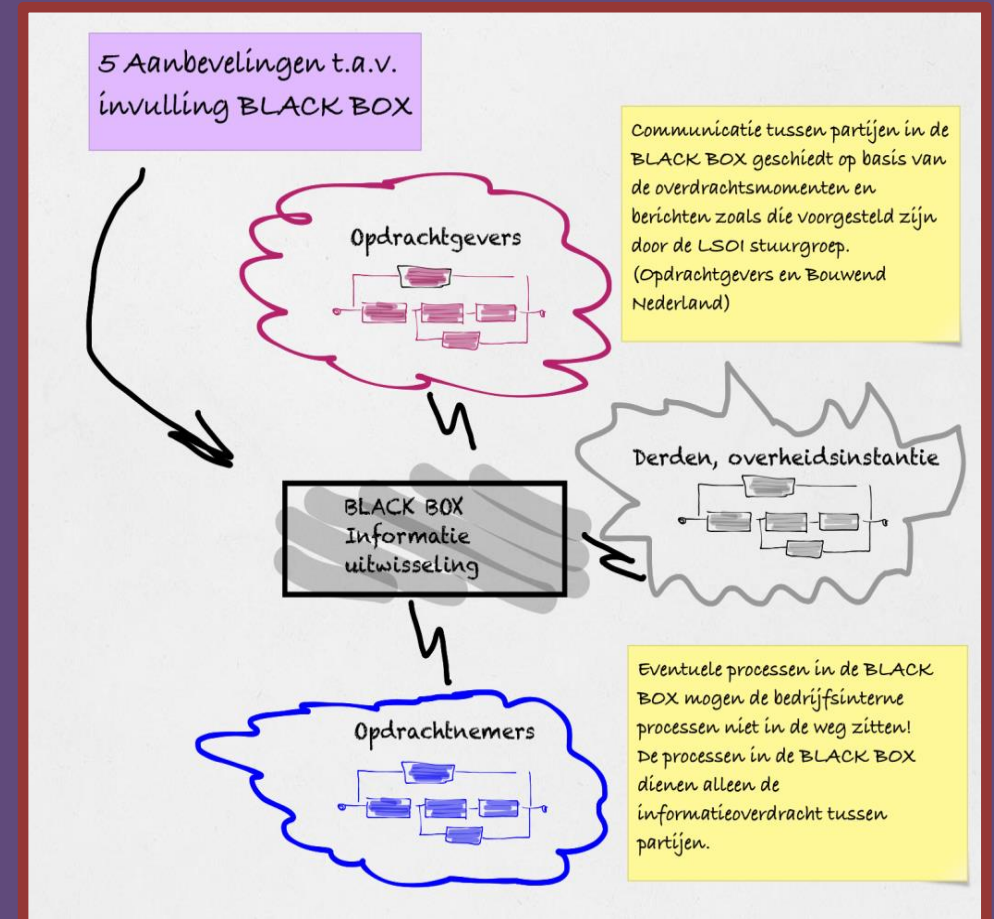 5 Aanbevelingen t.a.v.
invulling BLACK BOX
Communicatie tussen partijen in de
BLACK BOX geschiedt op basis van
de overdrachtsmomenten en
berichten zoals die voorgesteld zijn
door de LSOI stuurgroep.
(Opdrachtgevers en Bouwend
Nederland)
Opdrachtgevers
Derden, overheidsinstantie
BLACK BOX
Informatie
uitwisseling
Opdrachtnemers
Eventuele processen in de BLACK
BOX mogen de bedrijfsinterne
processen niet in de weg zitten!
De processen in de BLACK BOX
dienen alleen de
informatieoverdracht tussen
partijen.